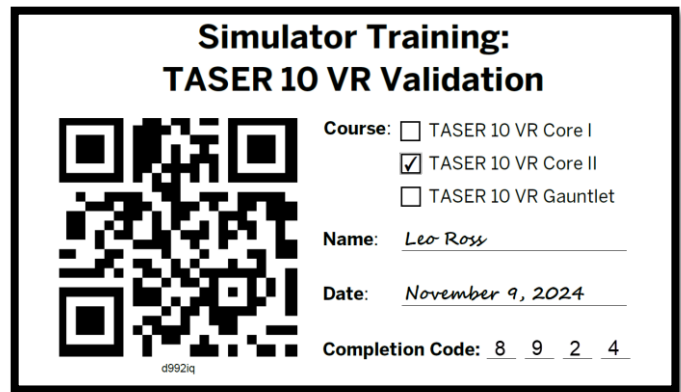 Simulator Training:
TASER 10 VR Validation
Course: TASER 10 VR Core I
TASER 10 VR Core II
TASER 10 VR Gauntlet
Name: Leo Ross
Date: November 9, 2024
Completion Code: 8 9 2 4
d992iq